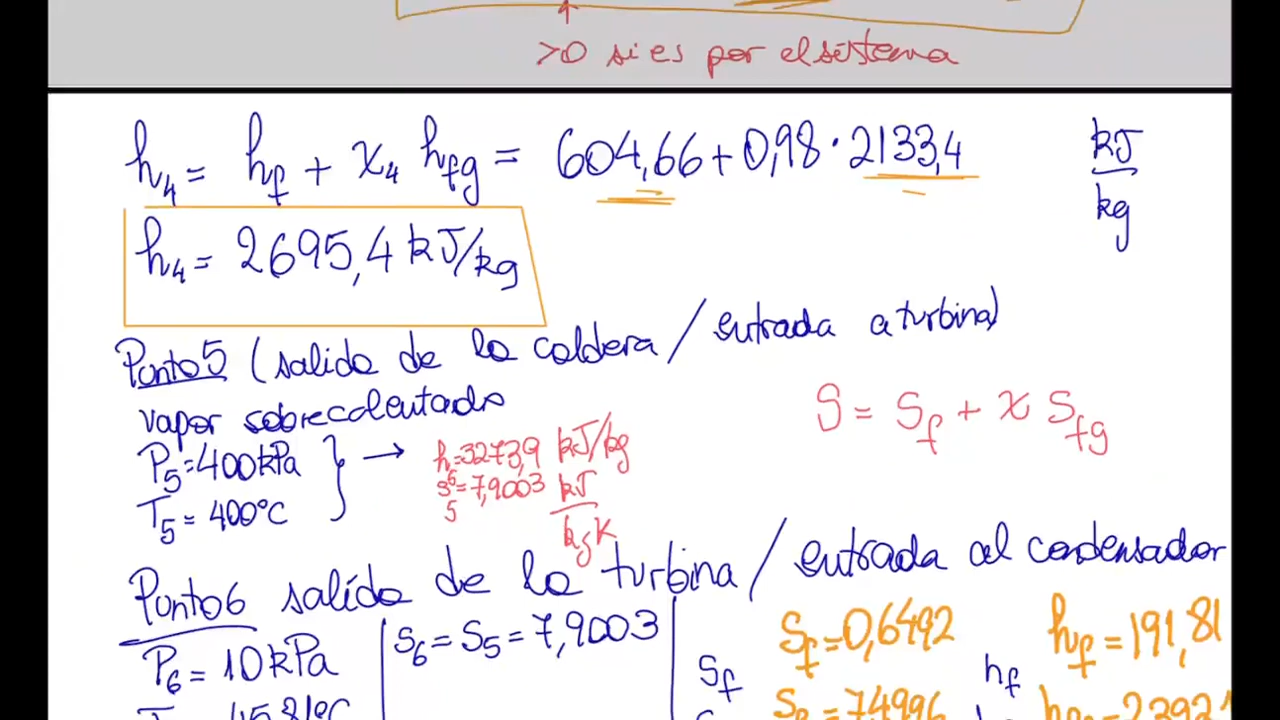 >0 si es por el sistema
h4 = hf + x4 hfg = 604,66 + 0,98 · 2133,4 kJ/kg
h4 = 2695,4 kJ/kg
Punto 5 (salida de la caldera / entrada a turbina)
vapor sobrecalentado
S = Sf + x Sfg
P5 = 400 kPa
T5 = 400°C
→ h5 = 3273,9 kJ/kg
s5 = 7,9003 kJ/kgK
Punto 6 salida de la turbina / entrada al condensador
P6 = 10 kPa
S6 = S5 = 7,9003
Sf
Sf = 0,6492
hf
hf = 191,81